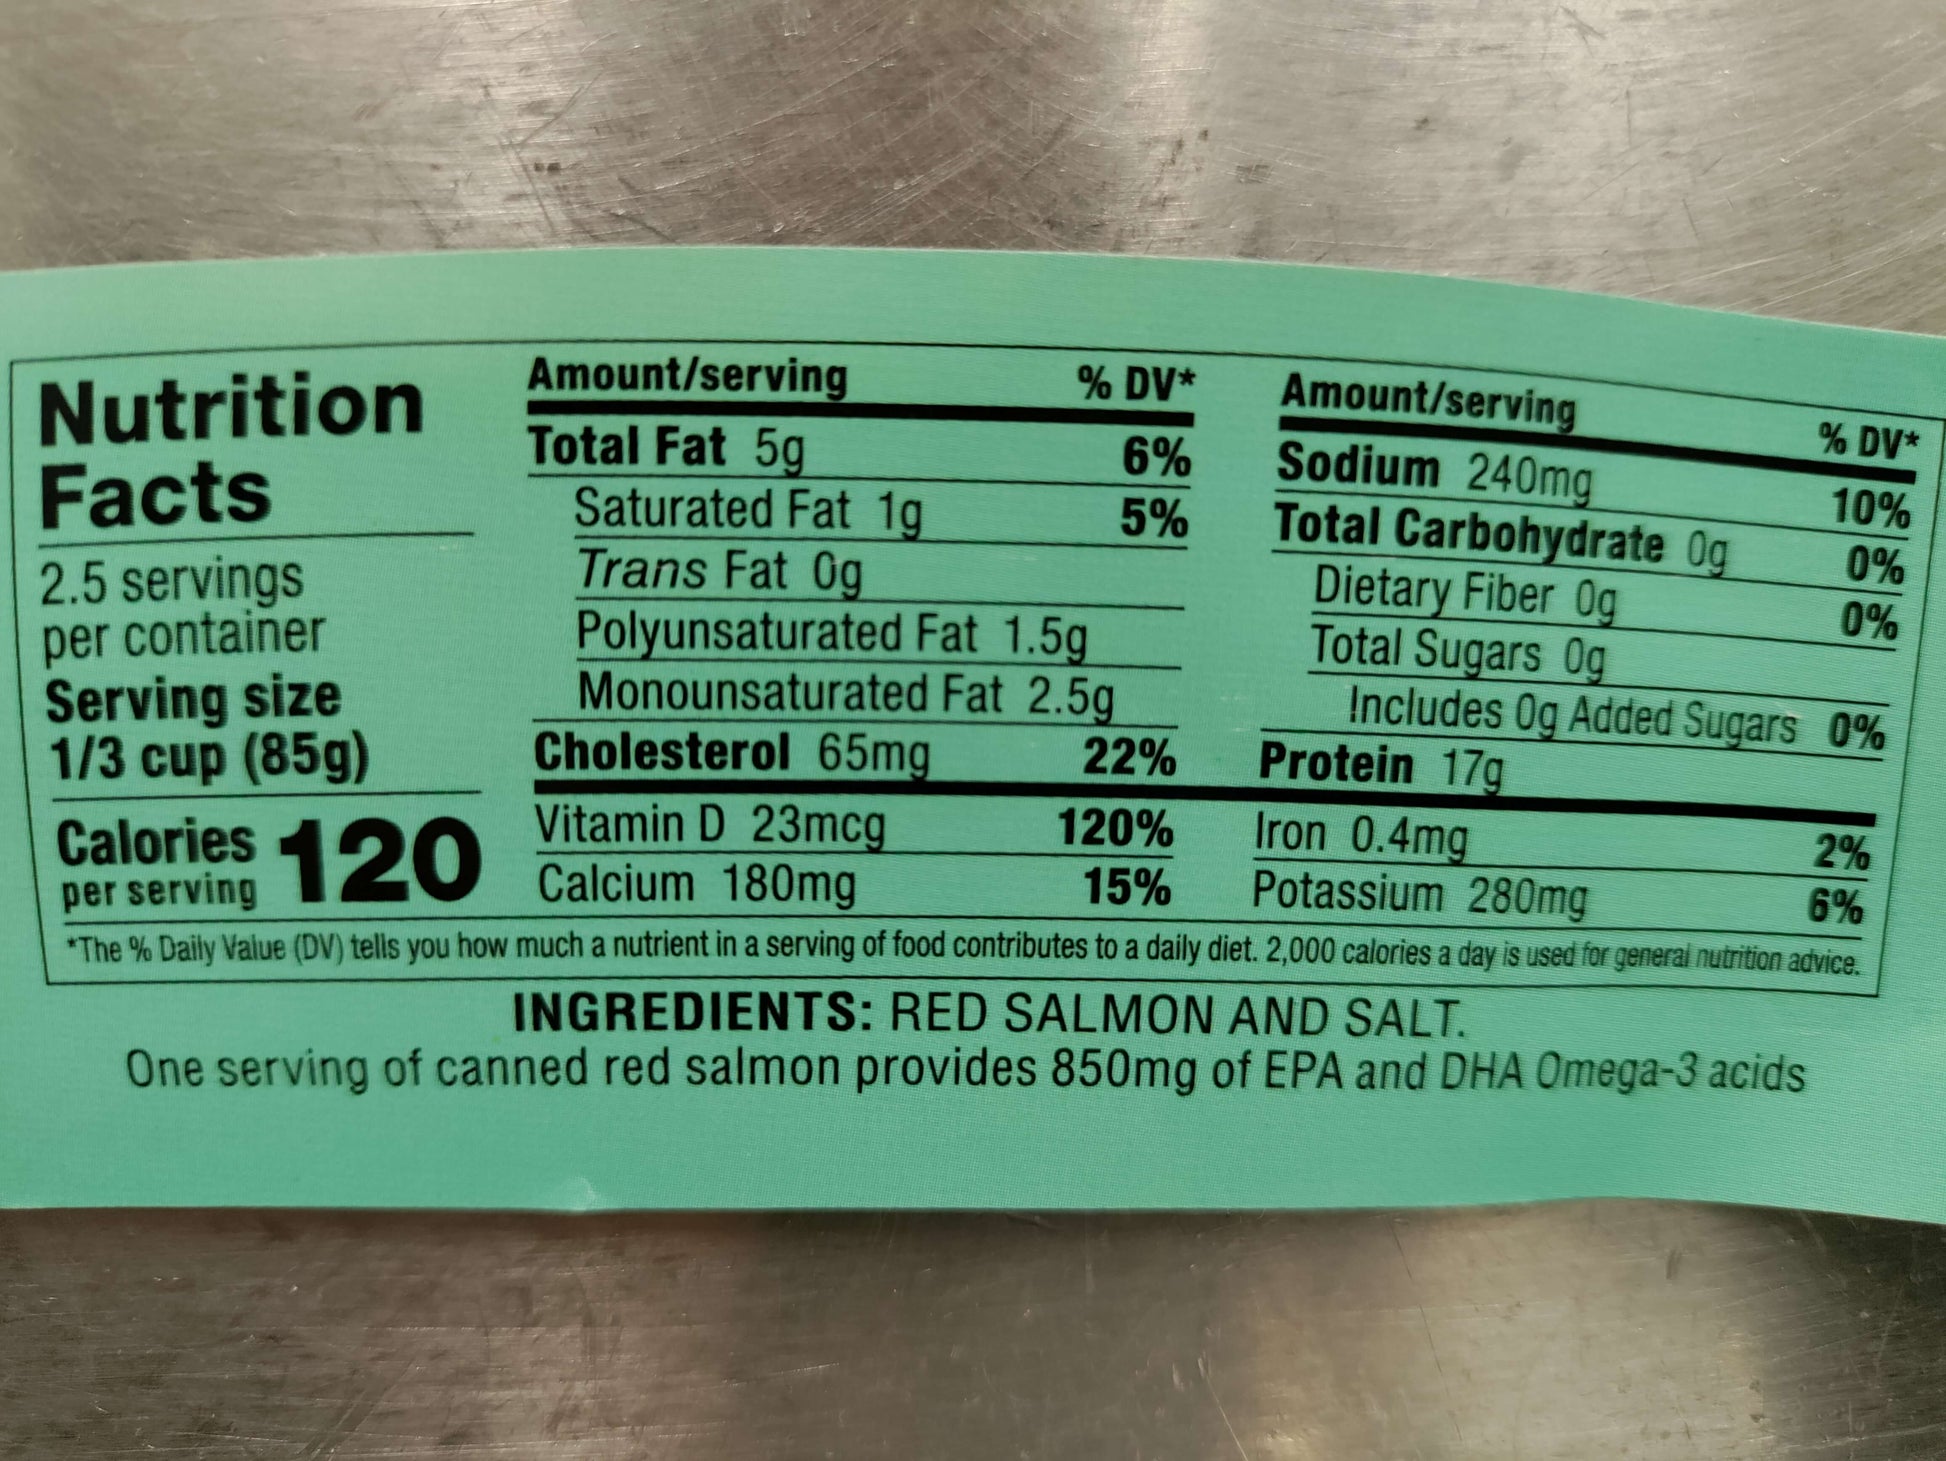 Nutrition
Facts
2.5 servings
per container
Serving size
1/3 cup (85g)
Calories 120
per serving
Amount/serving % DV*
Total Fat 5g 6%
Saturated Fat 1g 5%
Trans Fat 0g
Polyunsaturated Fat 1.5g
Monounsaturated Fat 2.5g
Cholesterol 65mg 22%
Vitamin D 23mcg 120%
Calcium 180mg 15%
Amount/serving % DV*
Sodium 240mg 10%
Total Carbohydrate 0g 0%
Dietary Fiber 0g 0%
Total Sugars 0g
Includes 0g Added Sugars 0%
Protein 17g
Iron 0.4mg 2%
Potassium 280mg 6%
*The % Daily Value (DV) tells you how much a nutrient in a serving of food contributes to a daily diet. 2,000 calories a day is used for general nutrition advice.
INGREDIENTS: RED SALMON AND SALT.
One serving of canned red salmon provides 850mg of EPA and DHA Omega-3 acids